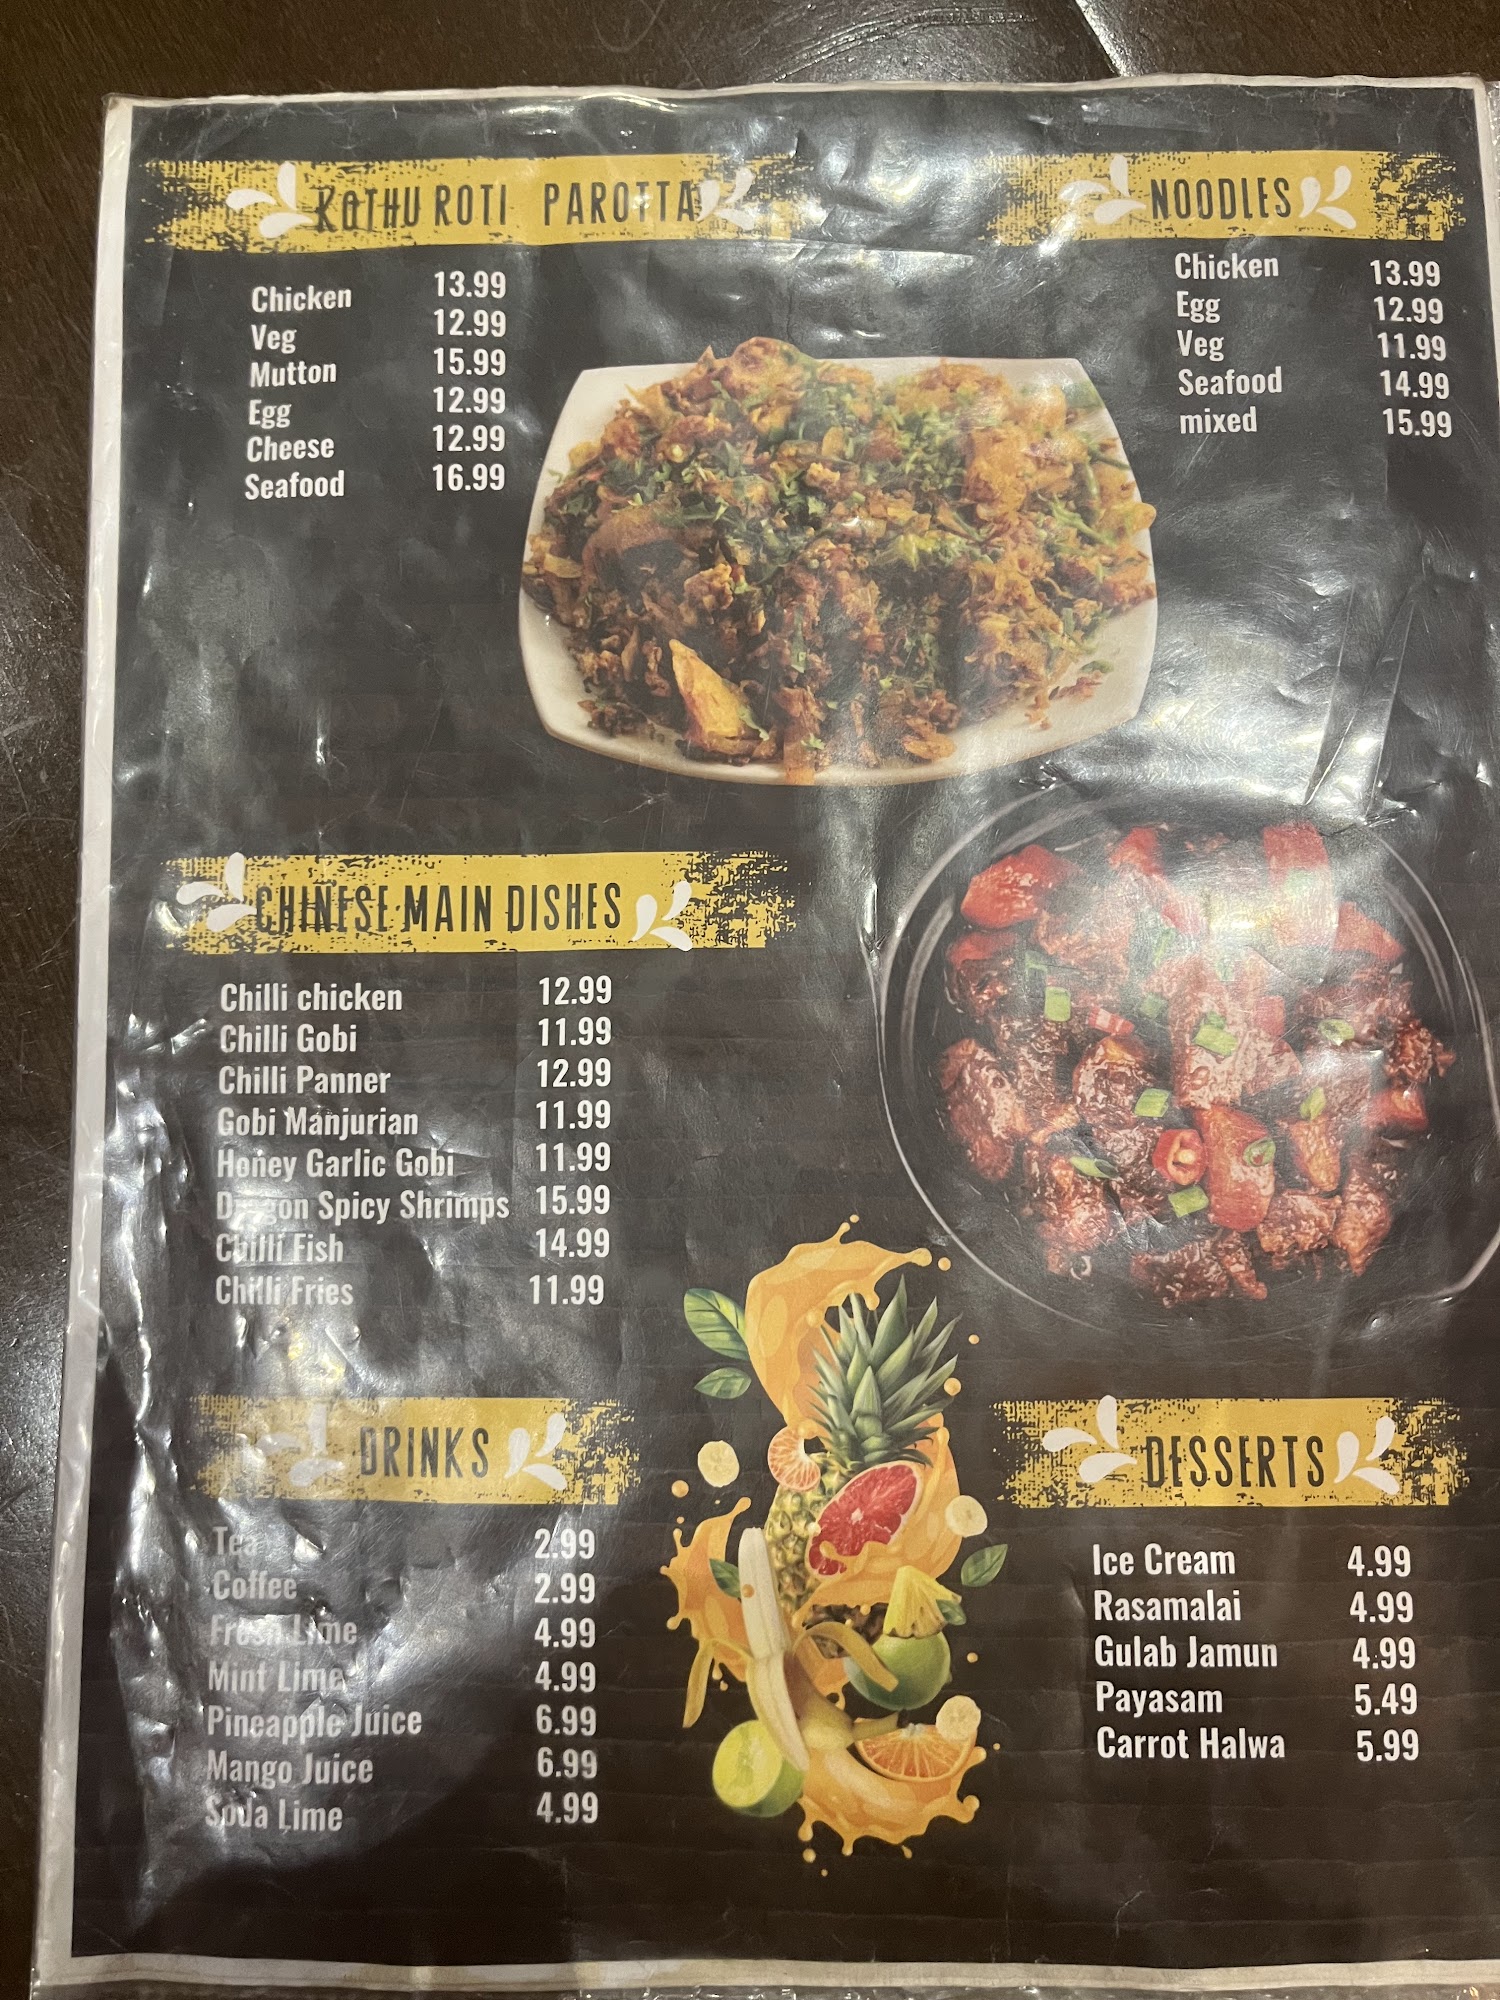 KOTHU ROTI PAROTTA
Chicken 13.99
Veg 12.99
Mutton 15.99
Egg 12.99
Cheese 12.99
Seafood 16.99
NOODLES
Chicken 13.99
Egg 12.99
Veg 11.99
Seafood 14.99
mixed 15.99
CHINESE MAIN DISHES
Chilli chicken 12.99
Chilli Gobi 11.99
Chilli Panner 12.99
Gobi Manjurian 11.99
Honey Garlic Gobi 11.99
Dragon Spicy Shrimps 15.99
Chilli Fish 14.99
Chilli Fries 11.99
DRINKS
Tea 2.99
Coffee 2.99
Fresh Lime 4.99
Mint Lime 4.99
Pineapple Juice 6.99
Mango Juice 6.99
Soda Lime 4.99
DESSERTS
Ice Cream 4.99
Rasamalai 4.99
Gulab Jamun 4.99
Payasam 5.49
Carrot Halwa 5.99